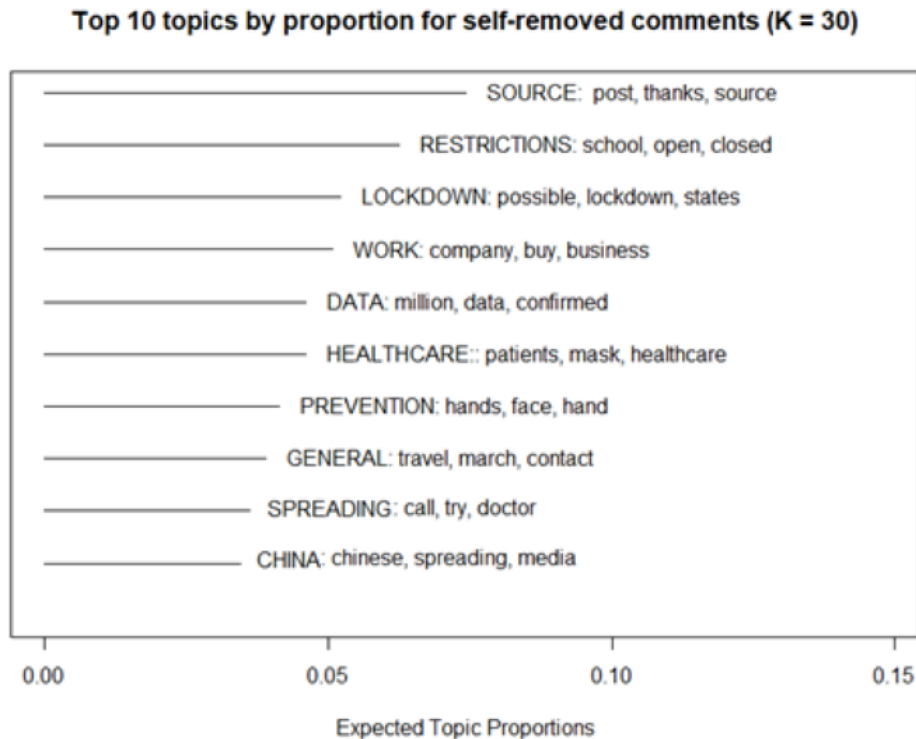 Top 10 topics by proportion for self-removed comments (K = 30)
SOURCE: post, thanks, source
RESTRICTIONS: school, open, closed
LOCKDOWN: possible, lockdown, states
WORK: company, buy, business
DATA: million, data, confirmed
HEALTHCARE:: patients, mask, healthcare
PREVENTION: hands, face, hand
GENERAL: travel, march, contact
SPREADING: call, try, doctor
CHINA: chinese, spreading, media
0.00 0.05 0.10 0.15
Expected Topic Proportions